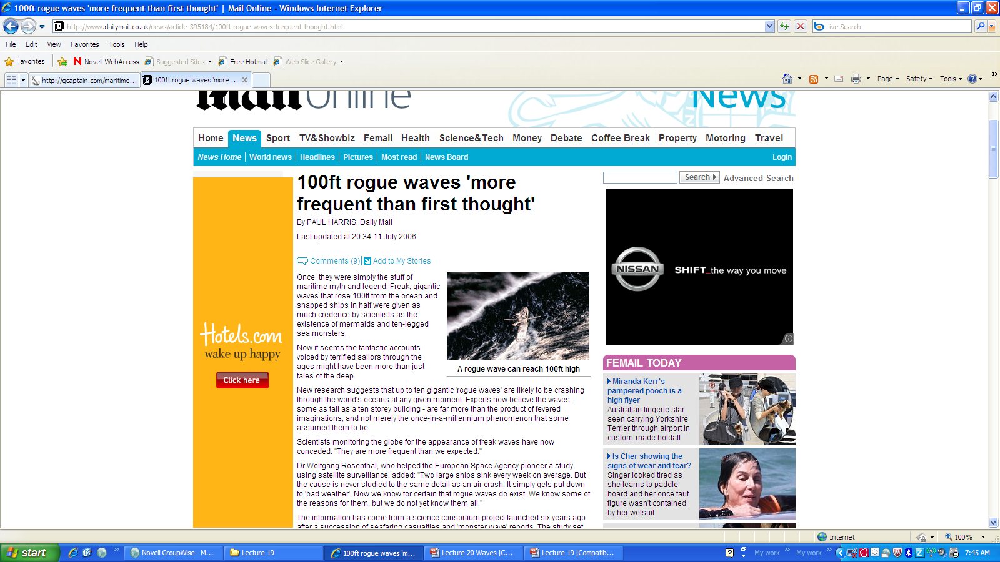 100ft rogue waves 'more frequent than first thought' | Mail Online - Windows Internet Explorer
http://www.dailymail.co.uk/news/article-395184/100ft-rogue-waves-frequent-thought.html
Live Search
File Edit View Favorites Tools Help
Favorites Novell WebAccess Suggested Sites Free Hotmail Web Slice Gallery
http://gcaptain.com/maritime... 100ft rogue waves 'more ... Page Safety Tools
Mail Online News
Home News Sport TV&Showbiz Femail Health Science&Tech Money Debate Coffee Break Property Motoring Travel
News Home World news Headlines Pictures Most read News Board Login
Search Advanced Search
100ft rogue waves 'more
frequent than first thought'
By PAUL HARRIS, Daily Mail
Last updated at 20:34 11 July 2006
Comments (9) Add to My Stories
Once, they were simply the stuff of
maritime myth and legend. Freak, gigantic
waves that rose 100ft from the ocean and
snapped ships in half were given as
much credence by scientists as the
existence of mermaids and ten-legged
sea monsters.
Now it seems the fantastic accounts
voiced by terrified sailors through the
ages might have been more than just
tales of the deep.
A rogue wave can reach 100ft high
New research suggests that up to ten gigantic 'rogue waves' are likely to be crashing
through the world's oceans at any given moment. Experts now believe the waves -
some as tall as a ten storey building - are far more than the product of fevered
imaginations, and not merely the once-in-a-millennium phenomenon that some
assumed them to be.
Scientists monitoring the globe for the appearance of freak waves have now
conceded: "They are more frequent than we expected."
Dr Wolfgang Rosenthal, who helped the European Space Agency pioneer a study
using satellite surveillance, added: "Two large ships sink every week on average. But
the cause is never studied to the same detail as an air crash. It simply gets put down
to 'bad weather'. Now we know for certain that rogue waves do exist. We know some of
the reasons for them, but we do not yet know them all."
The information has come from a science consortium project launched six years ago
after a succession of seafaring casualties and 'monster wave' reports. The study set
Hotels.com
wake up happy
Click here
NISSAN
SHIFT_the way you move
FEMAIL TODAY
Miranda Kerr's
pampered pooch is a
high flyer
Australian lingerie star
seen carrying Yorkshire
Terrier through airport in
custom-made holdall
Is Cher showing the
signs of wear and tear?
Singer looked tired as
she learns to paddle
board and her once taut
figure wasn't contained
by her wetsuit
Internet 100%
start Novell GroupWise - M... Lecture 19 100ft rogue waves 'm... Lecture 20 Waves [C... Lecture 19 [Compatib... My work My work 7:45 AM